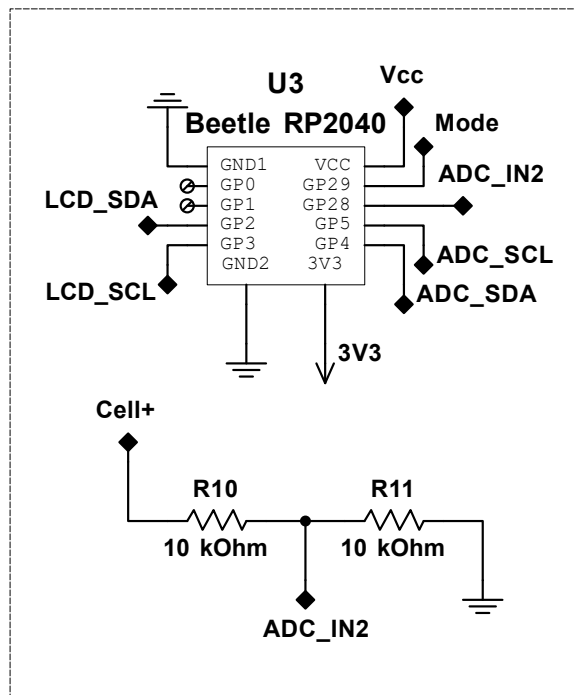 U3
Beetle RP2040
Vcc
Mode
ADC_IN2
GND1 VCC
GP0 GP29
GP1 GP28
GP2 GP5
GP3 GP4
GND2 3V3
LCD_SDA
LCD_SCL
ADC_SCL
ADC_SDA
3V3
Cell+
R10
10 kOhm
R11
10 kOhm
ADC_IN2